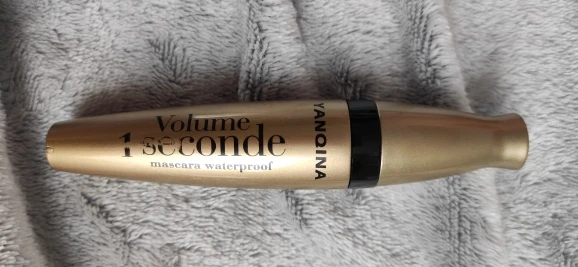 Volume
1 seconde
mascara waterproof
YANQINA